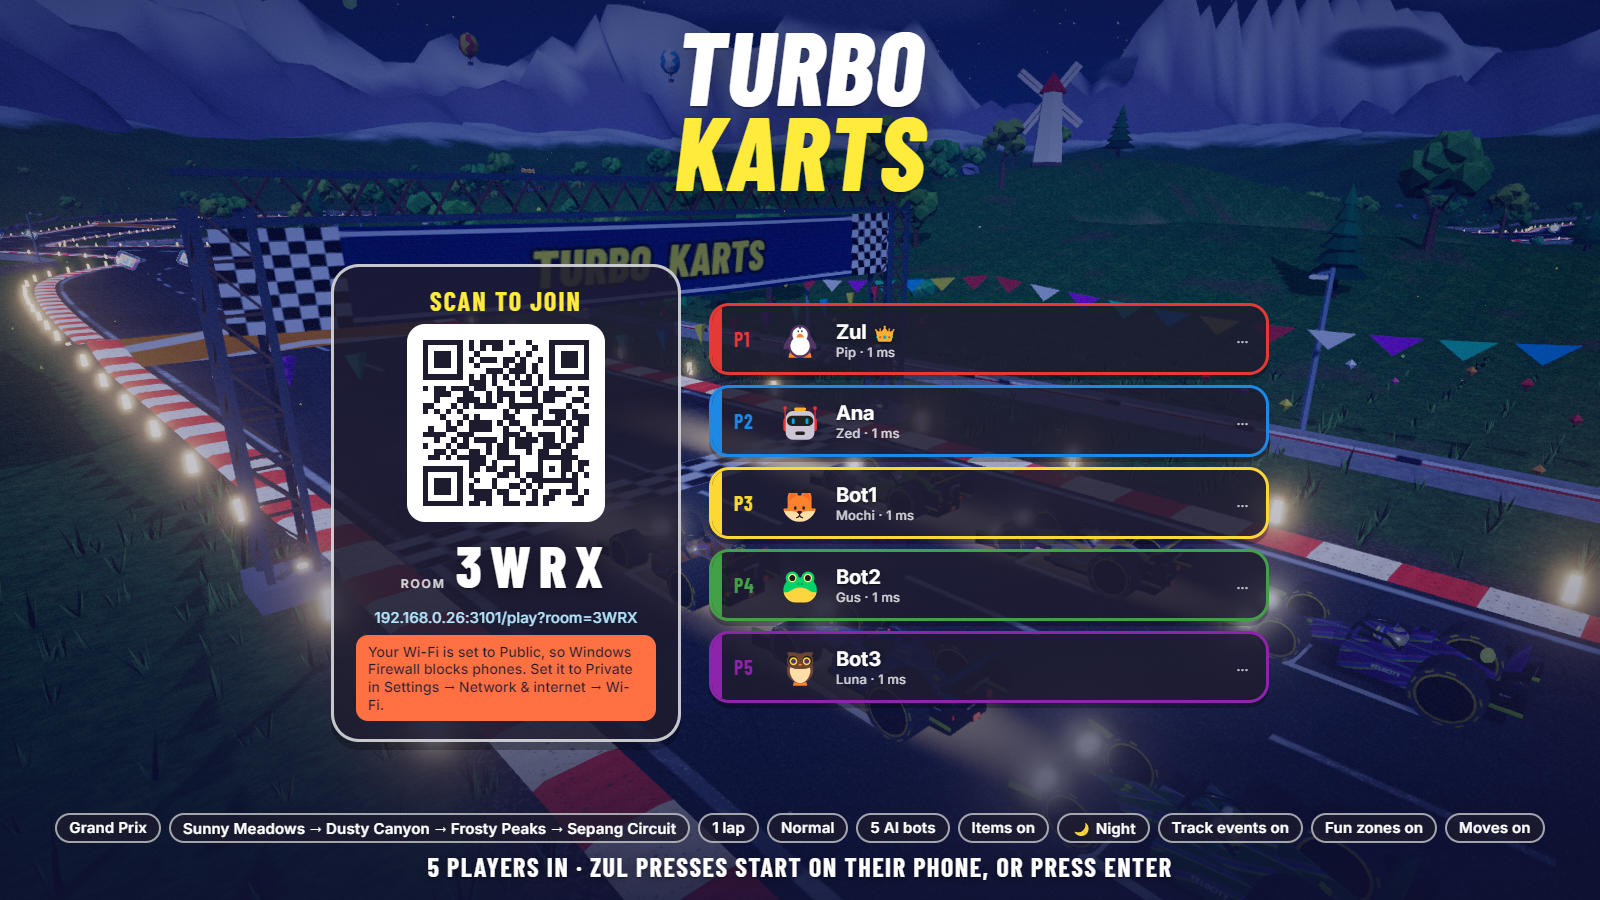 TURBO
KARTS
TURBO KARTS
SCAN TO JOIN
ROOM 3WRX
192.168.0.26:3101/play?room=3WRX
Your Wi-Fi is set to Public, so Windows
Firewall blocks phones. Set it to Private
in Settings → Network & internet → Wi-
Fi.
P1
Zul 👑
Pip · 1 ms
...
P2
Ana
Zed · 1 ms
...
P3
Bot1
Mochi · 1 ms
...
P4
Bot2
Gus · 1 ms
...
P5
Bot3
Luna · 1 ms
...
Grand Prix
Sunny Meadows → Dusty Canyon → Frosty Peaks → Sepang Circuit
1 lap
Normal
5 AI bots
Items on
🌙 Night
Track events on
Fun zones on
Moves on
5 PLAYERS IN · ZUL PRESSES START ON THEIR PHONE, OR PRESS ENTER